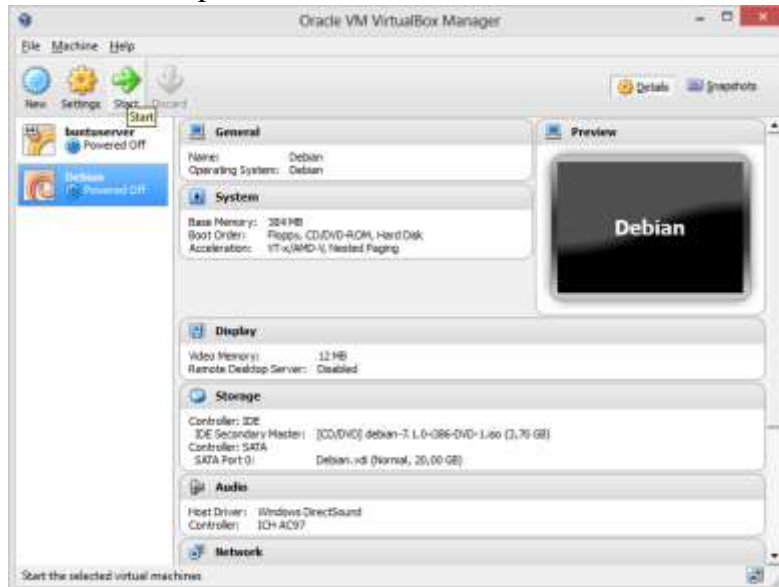 Oracle VM VirtualBox Manager
File Machine Help
New Settings Start Discard
Details Snapshots
Start
buntuserver
Powered Off
Debian
Powered Off
General
Name: Debian
Operating System: Debian
System
Base Memory: 384 MB
Boot Order: Floppy, CD/DVD-ROM, Hard Disk
Acceleration: VT-x/AMD-V, Nested Paging
Preview
Debian
Display
Video Memory: 12 MB
Remote Desktop Server: Disabled
Storage
Controller: IDE
IDE Secondary Master: [CD/DVD] debian-7.1.0-i386-DVD-1.iso (3,76 GB)
Controller: SATA
SATA Port 0: Debian.vdi (Normal, 20,00 GB)
Audio
Host Driver: Windows DirectSound
Controller: ICH AC97
Network
Start the selected virtual machines